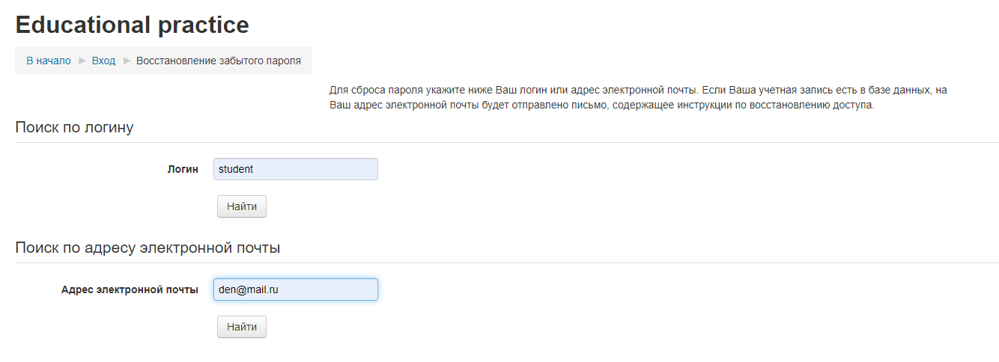 Educational practice
В начало ► Вход ► Восстановление забытого пароля
Для сброса пароля укажите ниже Ваш логин или адрес электронной почты. Если Ваша учетная запись есть в базе данных, на
Ваш адрес электронной почты будет отправлено письмо, содержащее инструкции по восстановлению доступа.
Поиск по логину
Логин student
Найти
Поиск по адресу электронной почты
Адрес электронной почты den@mail.ru
Найти